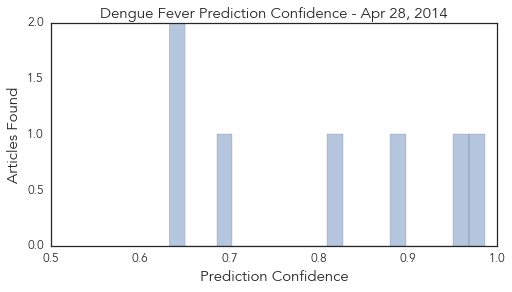 Dengue Fever Prediction Confidence - Apr 28, 2014
2.0
1.5
1.0
0.5
0.0
Articles Found
0.5 0.6 0.7 0.8 0.9 1.0
Prediction Confidence